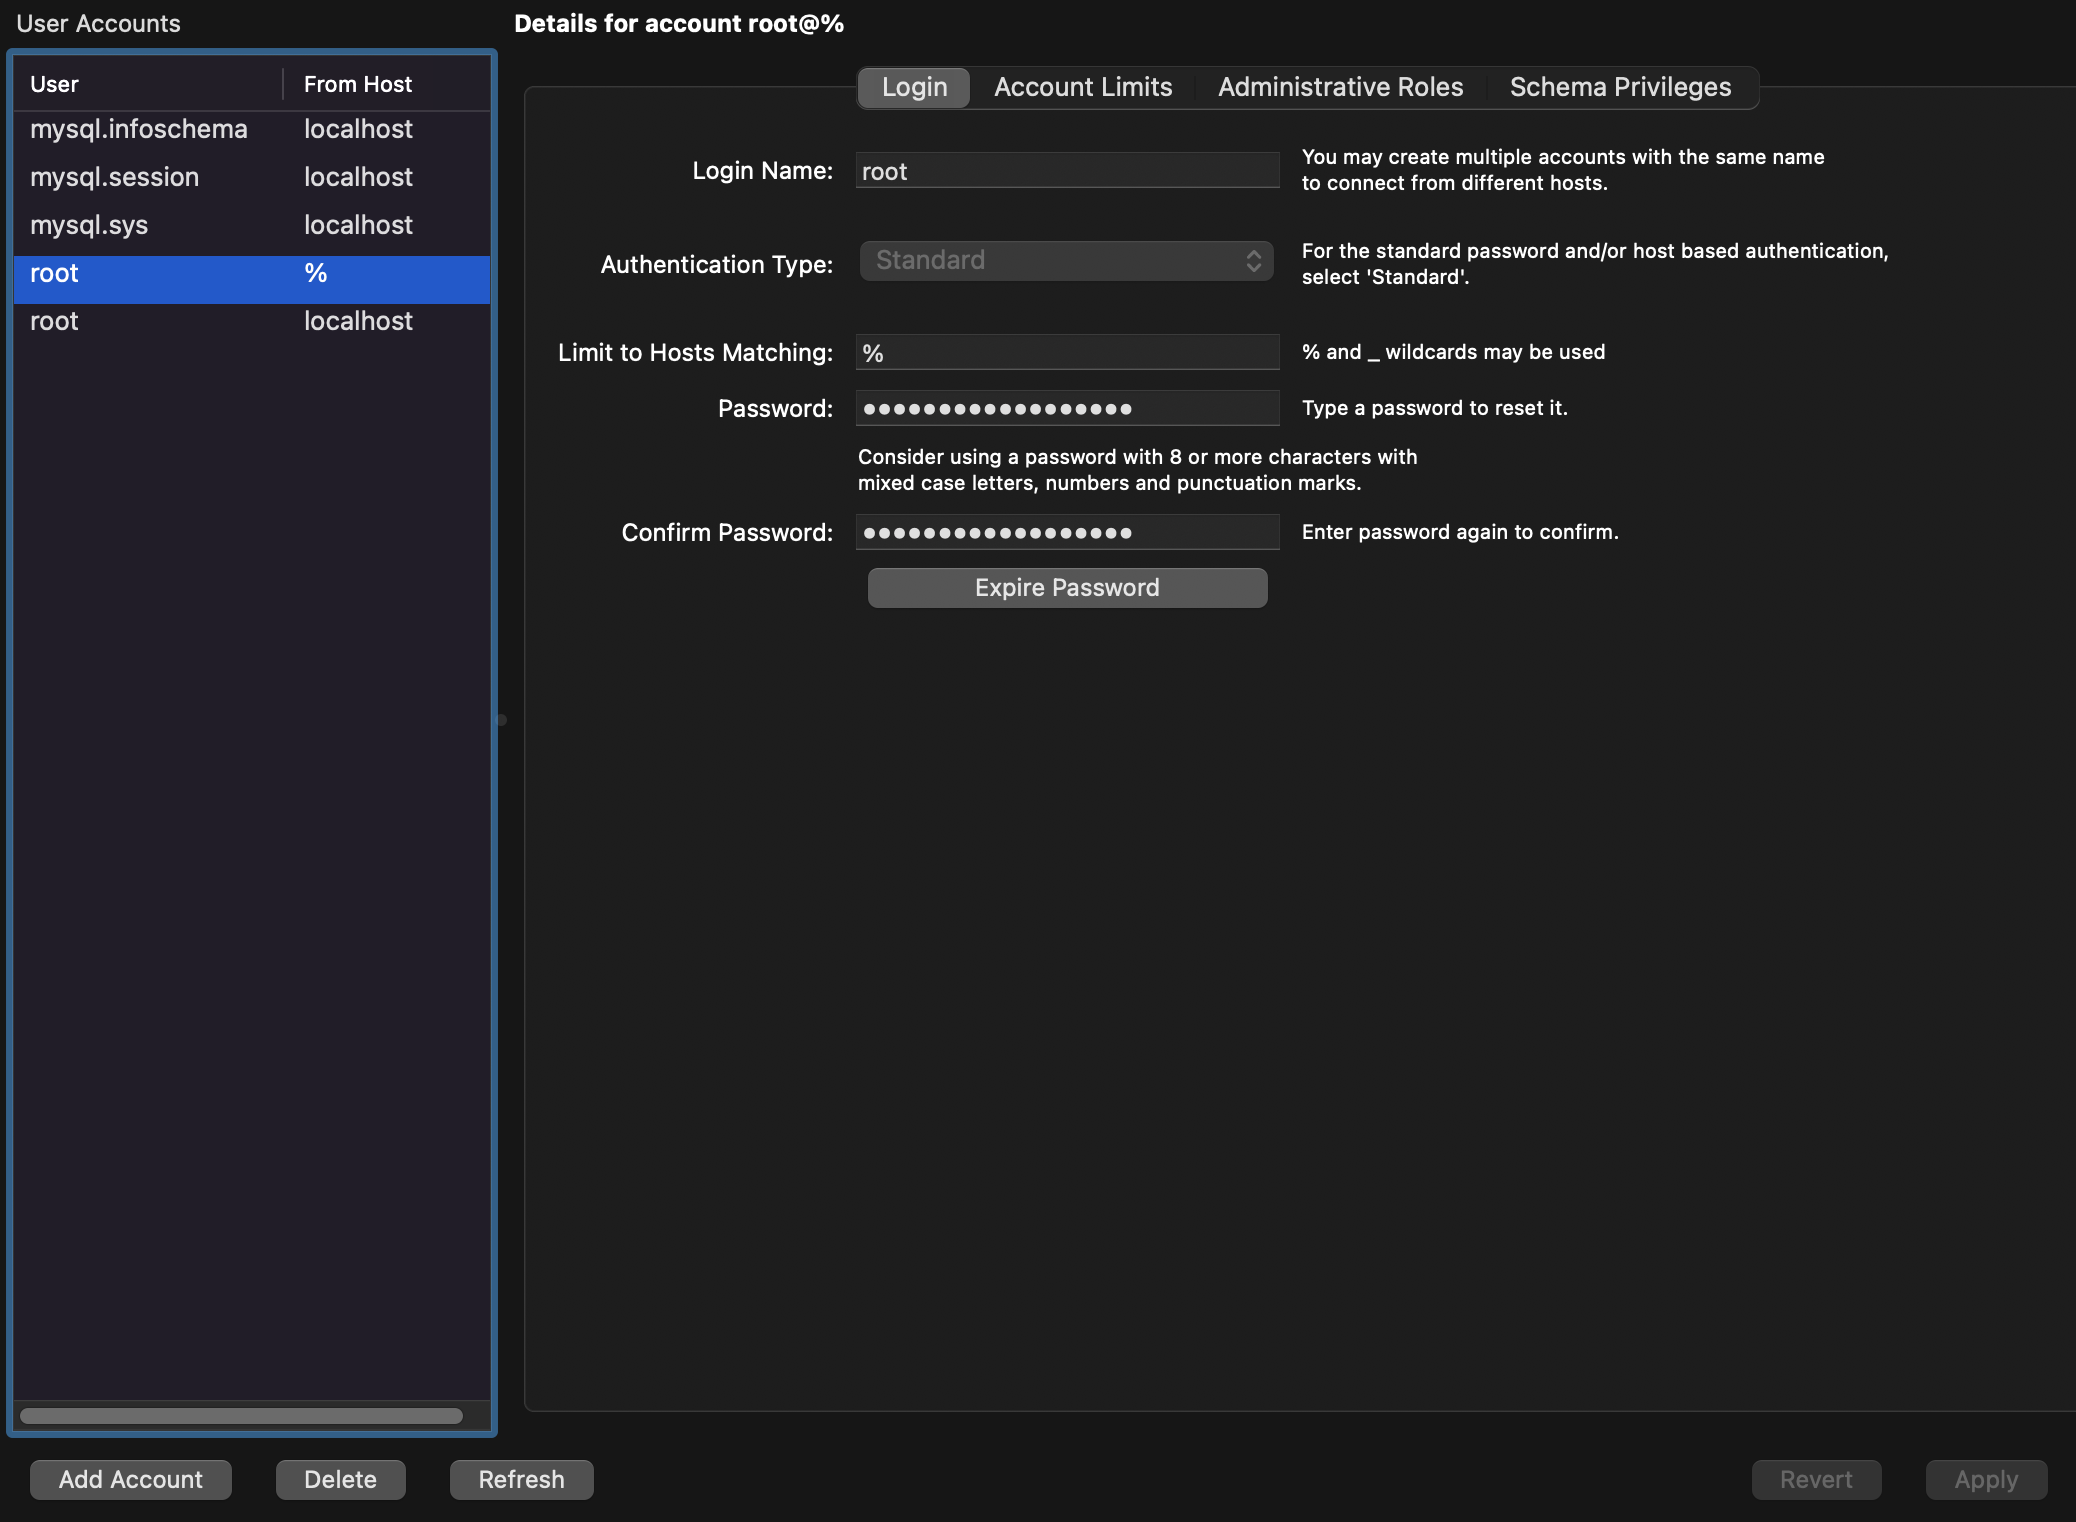 User Accounts
Details for account root@%
User From Host
mysql.infoschema localhost
mysql.session localhost
mysql.sys localhost
root %
root localhost
Login Account Limits Administrative Roles Schema Privileges
Login Name: root You may create multiple accounts with the same name
to connect from different hosts.
Authentication Type: Standard For the standard password and/or host based authentication,
select 'Standard'.
Limit to Hosts Matching: % % and _ wildcards may be used
Password: •••••••••••••••••• Type a password to reset it.
Consider using a password with 8 or more characters with
mixed case letters, numbers and punctuation marks.
Confirm Password: •••••••••••••••••• Enter password again to confirm.
Expire Password
Add Account Delete Refresh Revert Apply